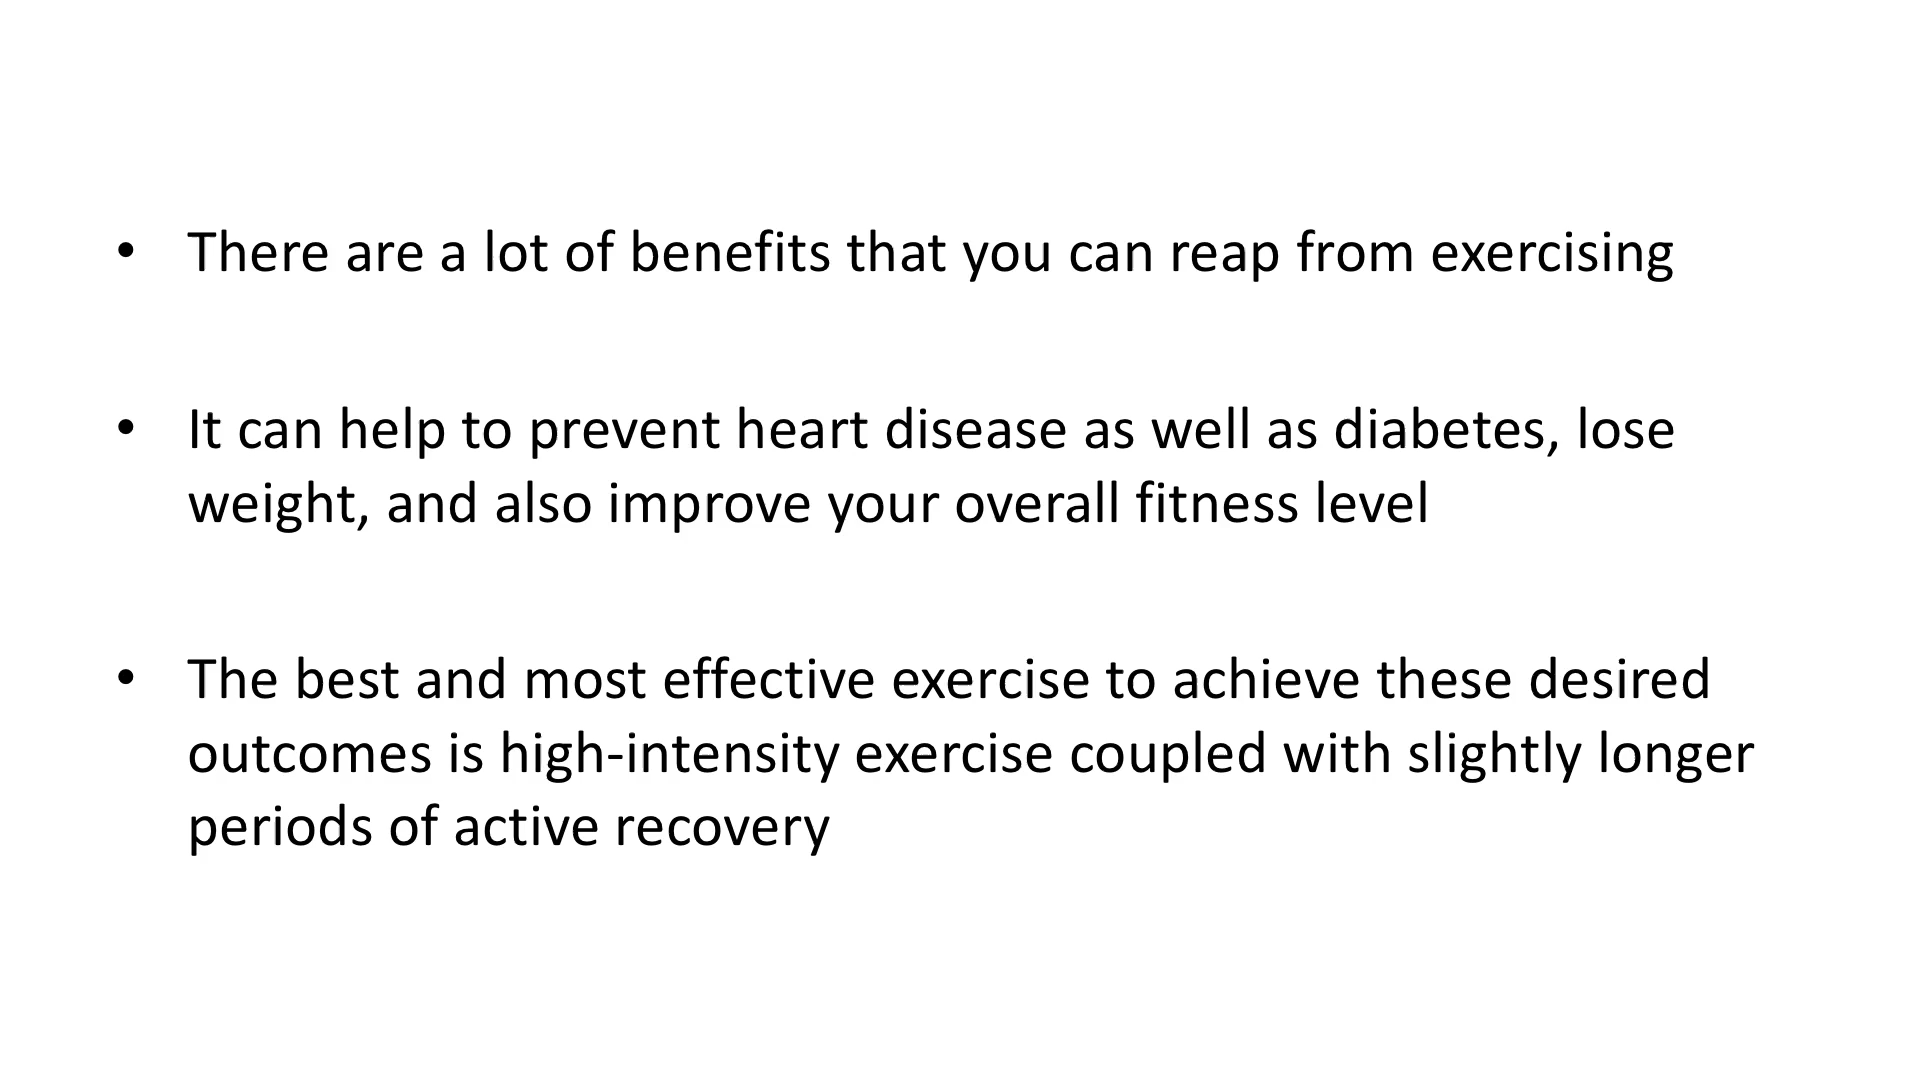 • There are a lot of benefits that you can reap from exercising
• It can help to prevent heart disease as well as diabetes, lose
weight, and also improve your overall fitness level
• The best and most effective exercise to achieve these desired
outcomes is high-intensity exercise coupled with slightly longer
periods of active recovery